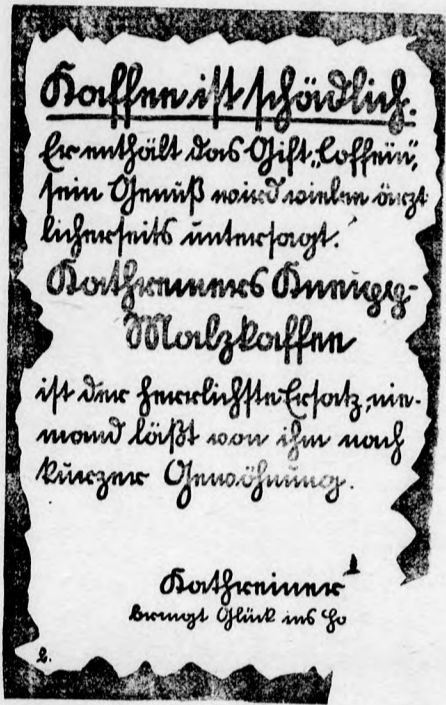 Kaffee ist schädlich.
Er enthält das Gift „Coffein",
sein Genuß wird vielen ärzt
licherseits untersagt.
Kathreiners Kneipp-
Malzkaffee
ist der herrlichste Ersatz, nie-
mand läßt von ihm nach
kurzer Gewöhnung.
Kathreiner
bringt Glück ins Ha
2.